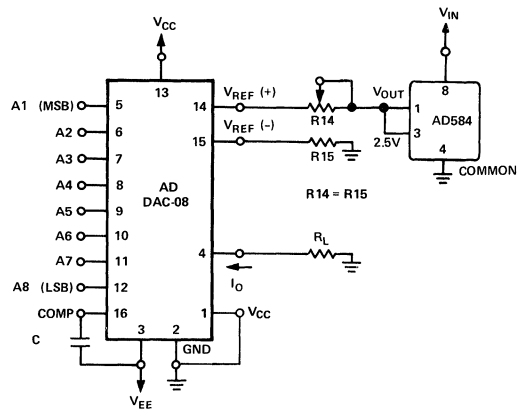 VCC
VIN
13
8
A1 (MSB) 5
14 VREF (+)
R14
VOUT
1
AD584
A2 6
15 VREF (–)
R15
2.5V
3
4
COMMON
A3 7
A4 8
AD
DAC-08
R14 = R15
A5 9
A6 10
A7 11
4
RL
IO
A8 (LSB) 12
COMP 16
1 VCC
C
3
2
GND
VEE